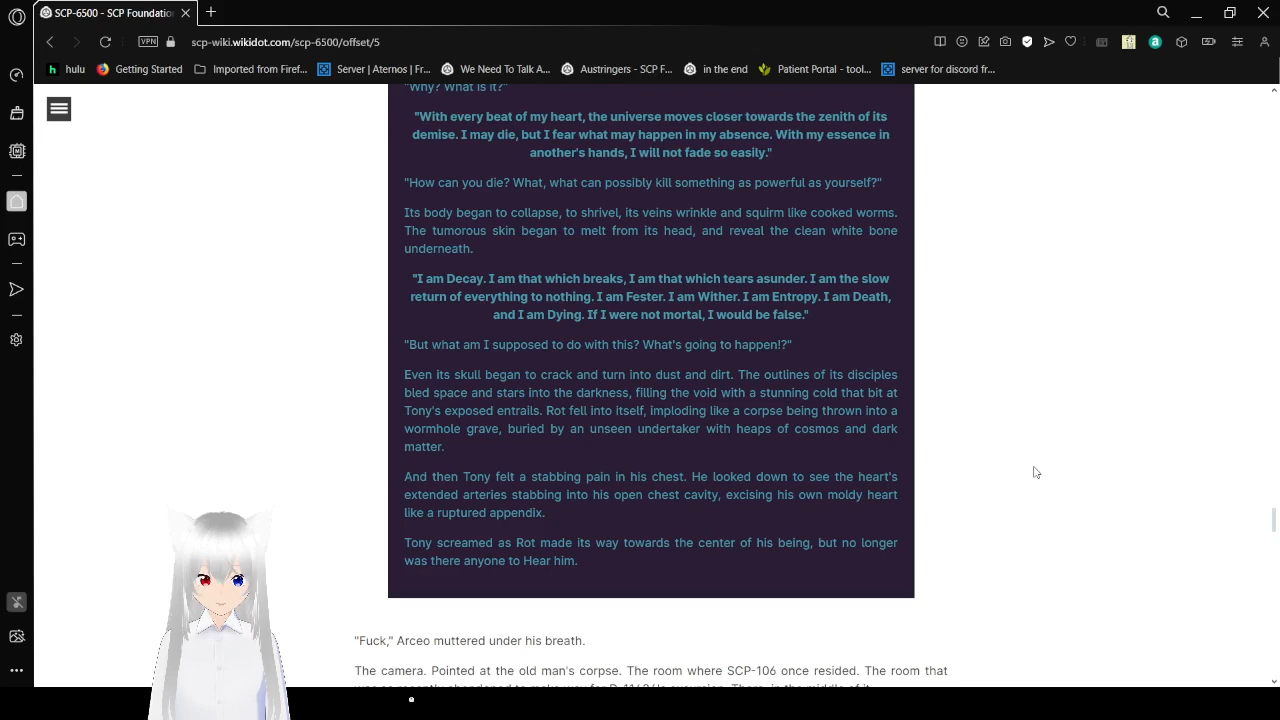 SCP-6500 - SCP Foundatio
VPN
scp-wiki.wikidot.com/scp-6500/offset/5
hulu
Getting Started
Imported from Firef...
Server | Aternos | Fr...
We Need To Talk A...
Austringers - SCP F...
in the end
Patient Portal - tool...
server for discord fr...
"Why? What is it?"
"With every beat of my heart, the universe moves closer towards the zenith of its
demise. I may die, but I fear what may happen in my absence. With my essence in
another's hands, I will not fade so easily."
"How can you die? What, what can possibly kill something as powerful as yourself?"
Its body began to collapse, to shrivel, its veins wrinkle and squirm like cooked worms.
The tumorous skin began to melt from its head, and reveal the clean white bone
underneath.
"I am Decay. I am that which breaks, I am that which tears asunder. I am the slow
return of everything to nothing. I am Fester. I am Wither. I am Entropy. I am Death,
and I am Dying. If I were not mortal, I would be false."
"But what am I supposed to do with this? What's going to happen!?"
Even its skull began to crack and turn into dust and dirt. The outlines of its disciples
bled space and stars into the darkness, filling the void with a stunning cold that bit at
Tony's exposed entrails. Rot fell into itself, imploding like a corpse being thrown into a
wormhole grave, buried by an unseen undertaker with heaps of cosmos and dark
matter.
And then Tony felt a stabbing pain in his chest. He looked down to see the heart's
extended arteries stabbing into his open chest cavity, excising his own moldy heart
like a ruptured appendix.
Tony screamed as Rot made its way towards the center of his being, but no longer
was there anyone to Hear him.
"Fuck," Arceo muttered under his breath.
The camera. Pointed at the old man's corpse. The room where SCP-106 once resided. The room that